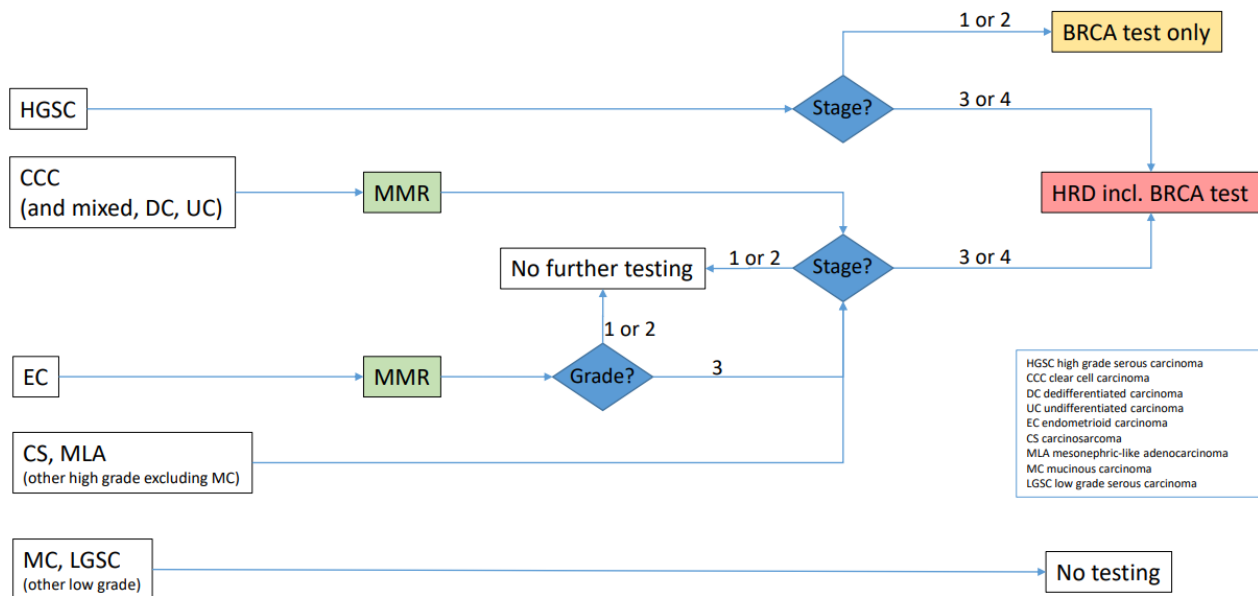 1 or 2
BRCA test only
HGSC
Stage?
3 or 4
CCC
(and mixed, DC, UC)
MMR
HRD incl. BRCA test
No further testing
1 or 2
Stage?
3 or 4
1 or 2
EC
MMR
Grade?
3
HGSC high grade serous carcinoma
CCC clear cell carcinoma
DC dedifferentiated carcinoma
UC undifferentiated carcinoma
EC endometrioid carcinoma
CS carcinosarcoma
MLA mesonephric-like adenocarcinoma
MC mucinous carcinoma
LGSC low grade serous carcinoma
CS, MLA
(other high grade excluding MC)
MC, LGSC
(other low grade)
No testing